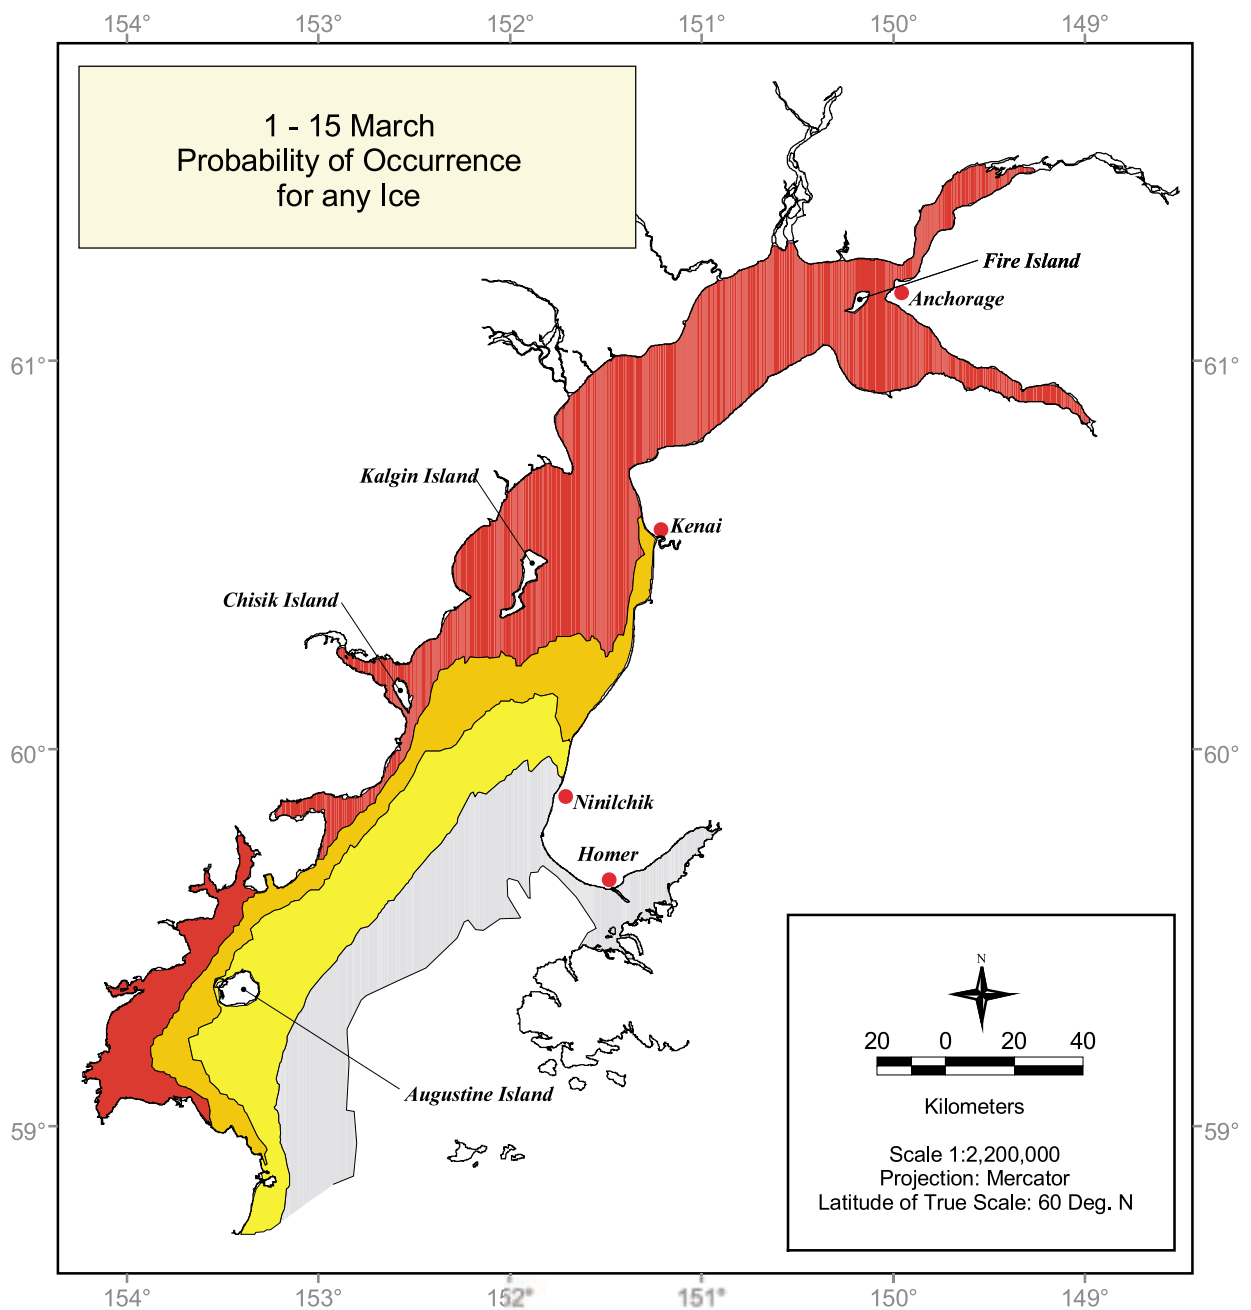 154° 153° 152° 151° 150° 149°
1 - 15 March
Probability of Occurrence
for any Ice
Fire Island
Anchorage
61° 61°
Kalgin Island
Kenai
Chisik Island
60° 60°
Ninilchik
Homer
N
20 0 20 40
Kilometers
Augustine Island
59° 59°
Scale 1:2,200,000
Projection: Mercator
Latitude of True Scale: 60 Deg. N
154° 153° 152° 151° 150° 149°